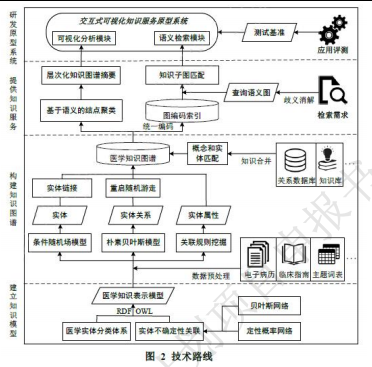 研发原型系统
交互式可视化知识服务原型系统
可视化分析模块
语义检索模块
测试基准
应用评测
提供知识服务
层次化知识图谱摘要
知识子图匹配
查询语义图
歧义消解
检索需求
基于语义的结点聚类
图编码索引
统一编码
构建知识图谱
医学知识图谱
概念和实体匹配
知识合并
关系数据库
知识库
实体链接
重启随机游走
实体
实体关系
实体属性
条件随机场模型
朴素贝叶斯模型
关联规则挖掘
电子病历
临床指南
主题词表
数据预处理
建立知识模型
医学知识表示模型
RDF
OWL
贝叶斯网络
医学实体分类体系
实体不确定性关联
定性概率网络
图 2 技术路线